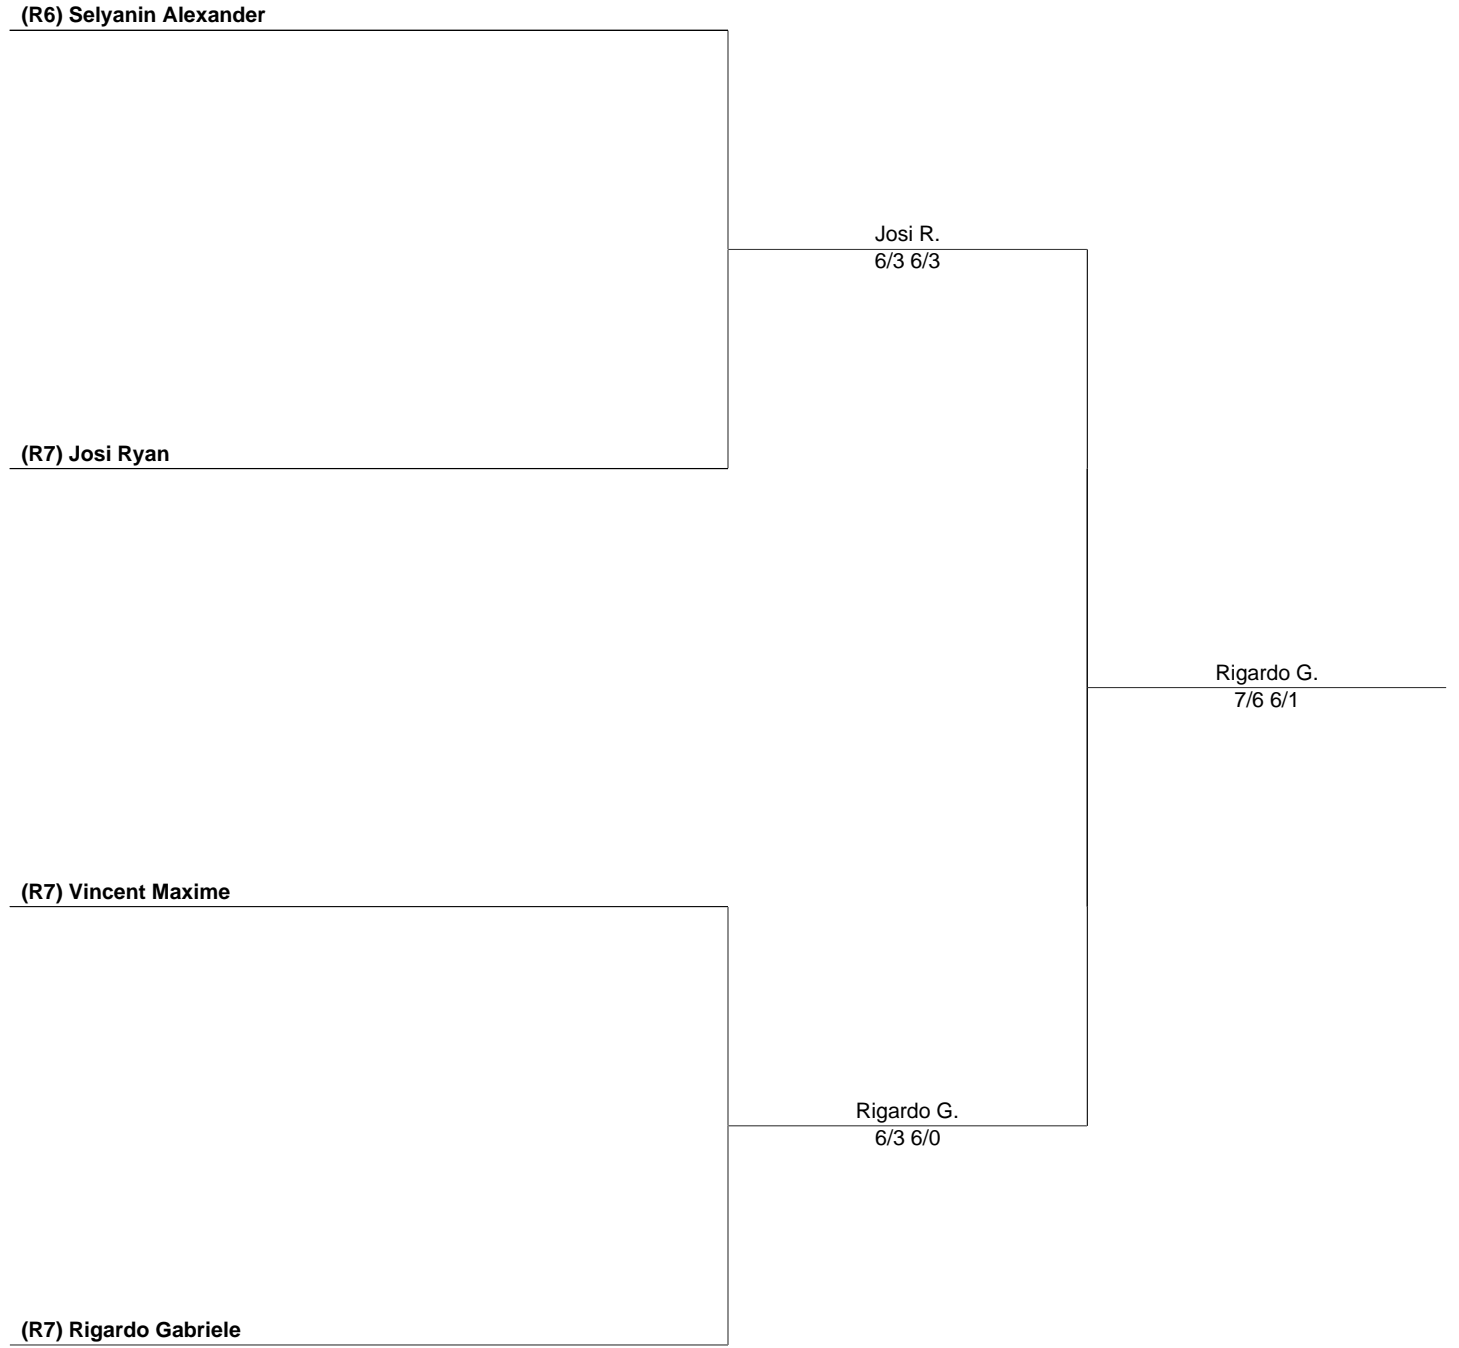 (R6) Selyanin Alexander
Josi R.
6/3 6/3
(R7) Josi Ryan
Rigardo G.
7/6 6/1
(R7) Vincent Maxime
Rigardo G.
6/3 6/0
(R7) Rigardo Gabriele